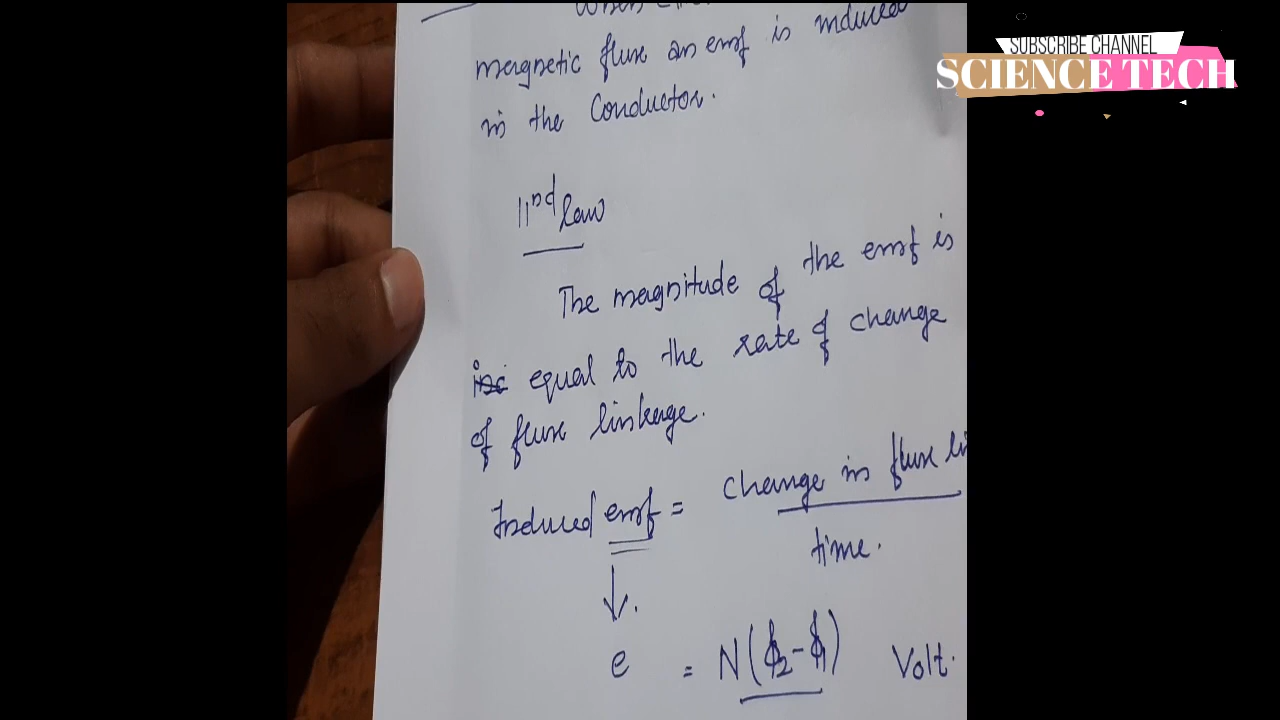 When
magnetic flux an emf is induced
in the Conductor.
IInd law
The magnitude of the emf is
equal to the rate of change
of flux linkage.
Induced emf = Change in flux
time.
e = N(ϕ2-ϕ1) Volt.
SUBSCRIBE CHANNEL
SCIENCE TECH